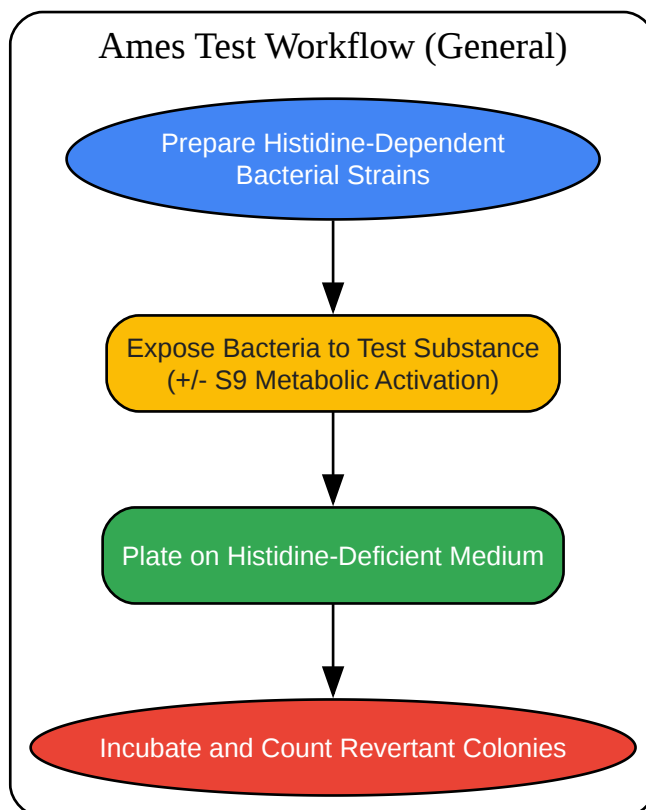 Ames Test Workflow (General)
Prepare Histidine-Dependent
Bacterial Strains
Expose Bacteria to Test Substance
(+/- S9 Metabolic Activation)
Plate on Histidine-Deficient Medium
Incubate and Count Revertant Colonies